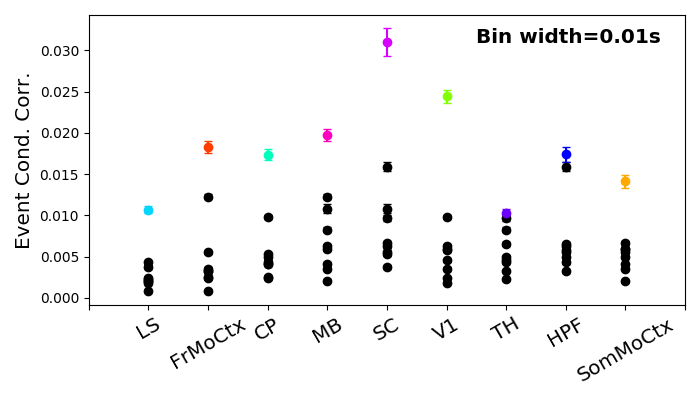 Bin width=0.01s
Event Cond. Corr.
0.030
0.025
0.020
0.015
0.010
0.005
0.000
LS
FrMoCtx
CP
MB
SC
V1
TH
HPF
SomMoCtx